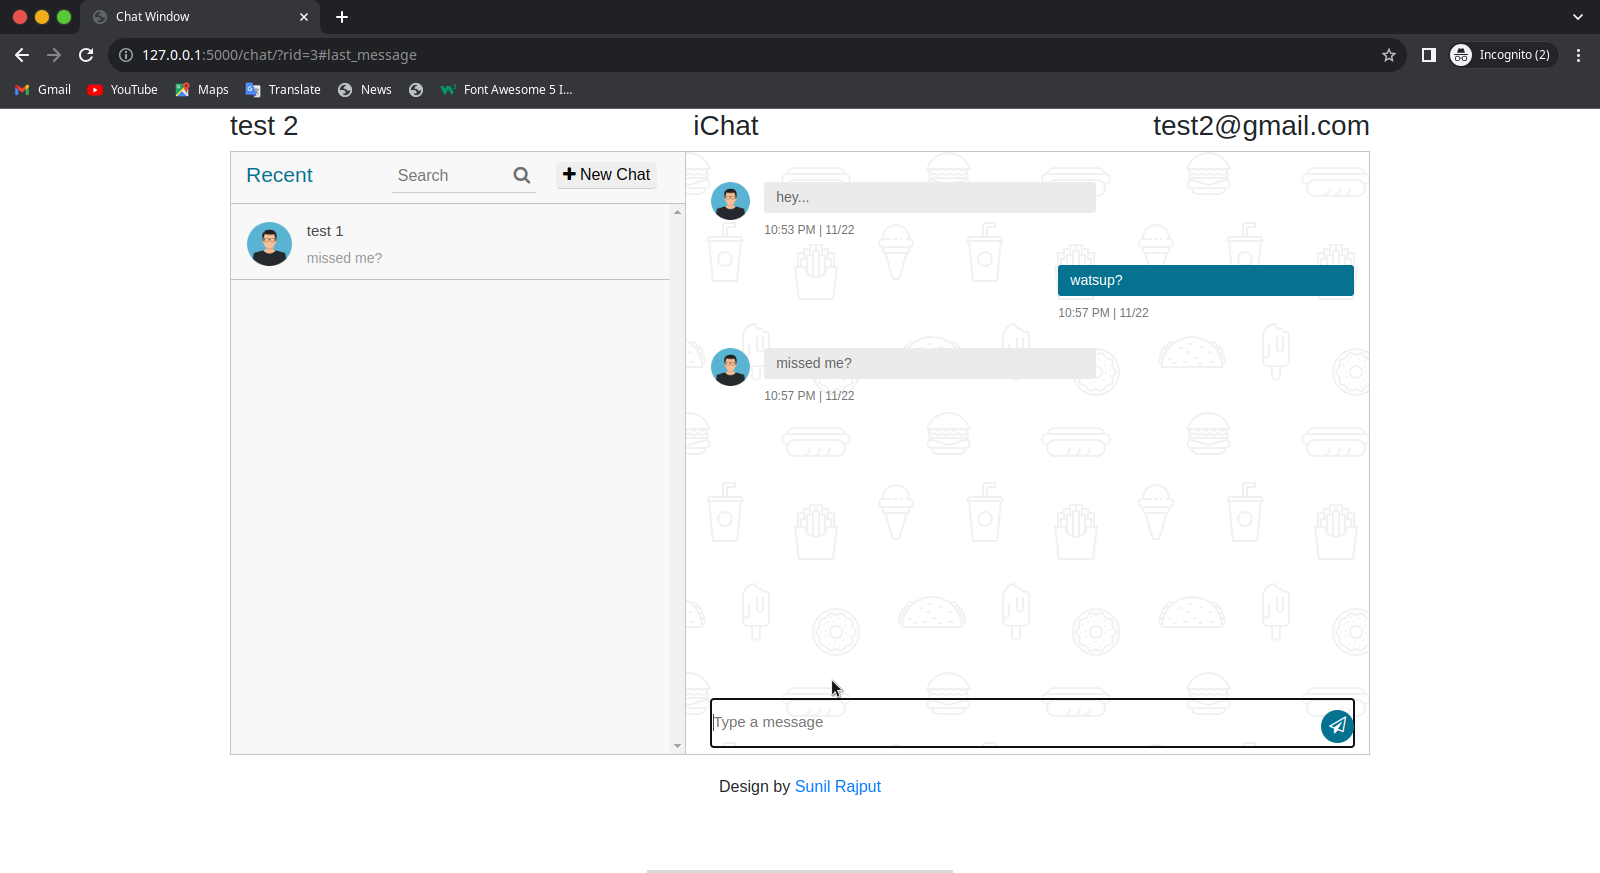 Chat Window
127.0.0.1:5000/chat/?rid=3#last_message
Incognito (2)
Gmail
YouTube
Maps
Translate
News
Font Awesome 5 I...
test 2
iChat
test2@gmail.com
Recent
Search
New Chat
test 1
missed me?
hey...
10:53 PM | 11/22
watsup?
10:57 PM | 11/22
missed me?
10:57 PM | 11/22
Type a message
Design by Sunil Rajput